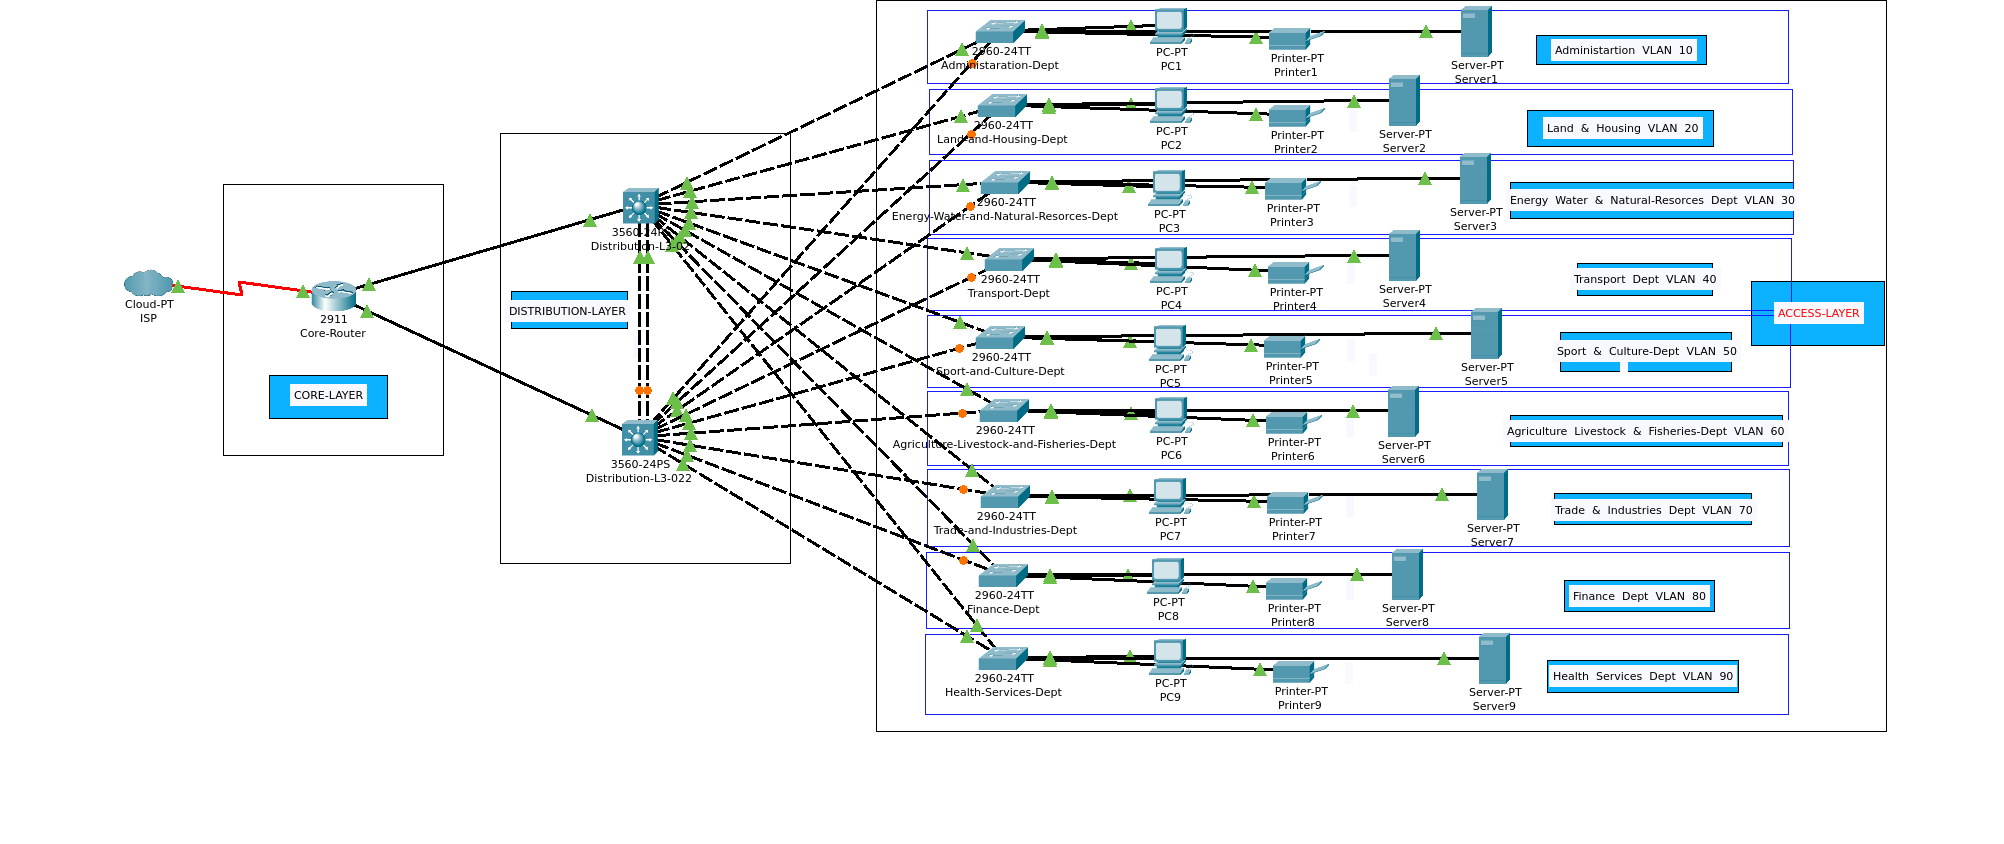 Cloud-PT
ISP
2911
Core-Router
CORE-LAYER
3560-24PS
Distribution-L3-02
DISTRIBUTION-LAYER
3560-24PS
Distribution-L3-022
2960-24TT
Administaration-Dept
PC-PT
PC1
Printer-PT
Printer1
Server-PT
Server1
Administartion VLAN 10
2960-24TT
Land-and-Housing-Dept
PC-PT
PC2
Printer-PT
Printer2
Server-PT
Server2
Land & Housing VLAN 20
2960-24TT
Energy-Water-and-Natural-Resorces-Dept
PC-PT
PC3
Printer-PT
Printer3
Server-PT
Server3
Energy Water & Natural-Resorces Dept VLAN 30
2960-24TT
Transport-Dept
PC-PT
PC4
Printer-PT
Printer4
Server-PT
Server4
Transport Dept VLAN 40
ACCESS-LAYER
2960-24TT
Sport-and-Culture-Dept
PC-PT
PC5
Printer-PT
Printer5
Server-PT
Server5
Sport & Culture-Dept VLAN 50
2960-24TT
Agriculture-Livestock-and-Fisheries-Dept
PC-PT
PC6
Printer-PT
Printer6
Server-PT
Server6
Agriculture Livestock & Fisheries-Dept VLAN 60
2960-24TT
Trade-and-Industries-Dept
PC-PT
PC7
Printer-PT
Printer7
Server-PT
Server7
Trade & Industries Dept VLAN 70
2960-24TT
Finance-Dept
PC-PT
PC8
Printer-PT
Printer8
Server-PT
Server8
Finance Dept VLAN 80
2960-24TT
Health-Services-Dept
PC-PT
PC9
Printer-PT
Printer9
Server-PT
Server9
Health Services Dept VLAN 90